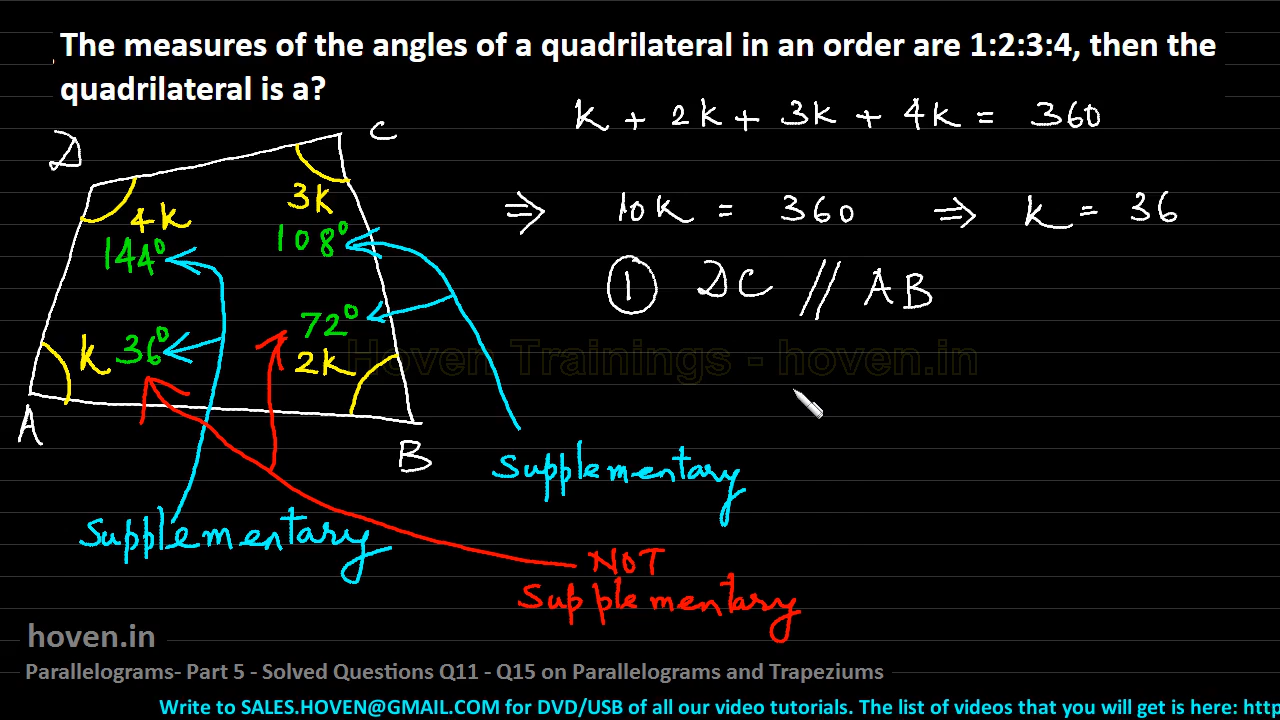 The measures of the angles of a quadrilateral in an order are 1:2:3:4, then the
quadrilateral is a?
k + 2k + 3k + 4k = 360
D
C
4k
3k
144°
108°
⇒ 10k = 360 ⇒ k = 36
① DC // AB
k 36°
72°
2k
Hoven Trainings - hoven.in
A
B
Supplementary
Supplementary
NOT
Supplementary
hoven.in
Parallelograms- Part 5 - Solved Questions Q11 - Q15 on Parallelograms and Trapeziums
Write to SALES.HOVEN@GMAIL.COM for DVD/USB of all our video tutorials. The list of videos that you will get is here: http